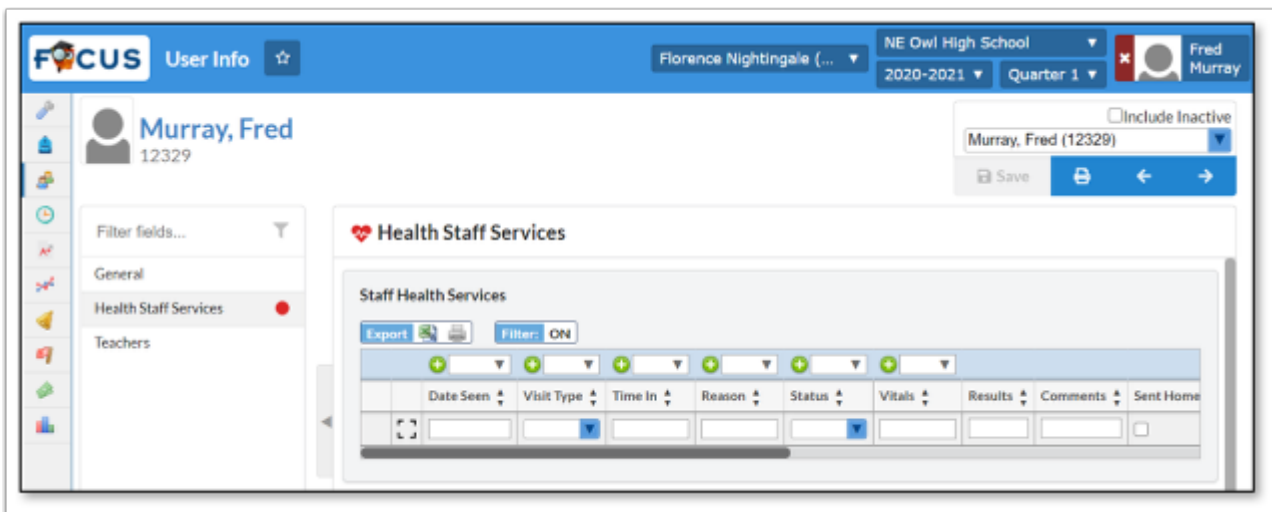 FOCUS User Info
Florence Nightingale (...
NE Owl High School
2020-2021 Quarter 1
Fred
Murray
Murray, Fred
12329
Include Inactive
Murray, Fred (12329)
Save
Filter fields...
General
Health Staff Services
Teachers
Health Staff Services
Staff Health Services
Export Filter: ON
Date Seen Visit Type Time In Reason Status Vitals Results Comments Sent Home